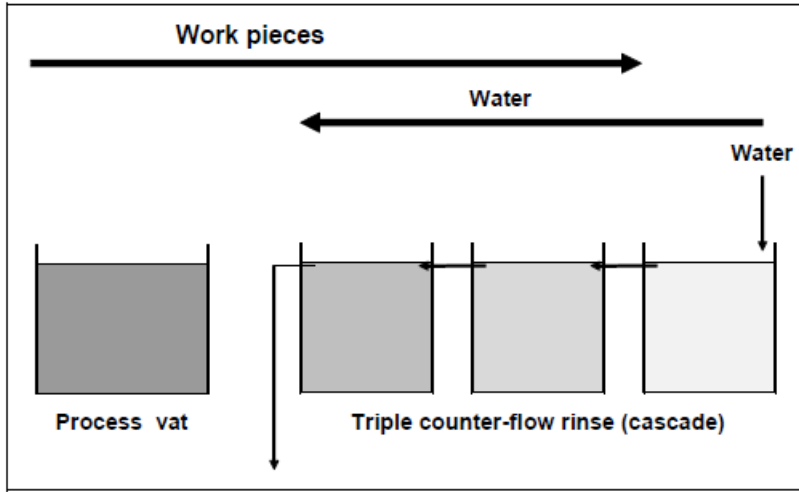 Work pieces
Water
Water
Process vat
Triple counter-flow rinse (cascade)